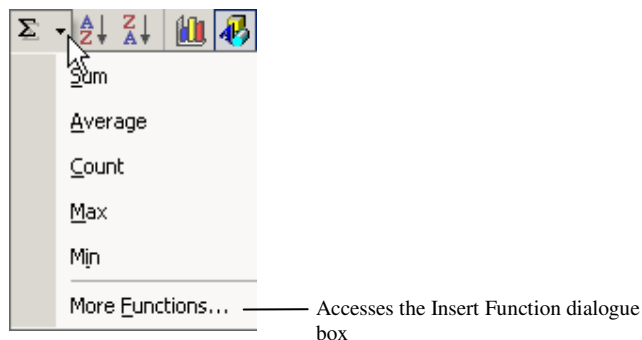 Σ A Z Z A
Sum
Average
Count
Max
Min
More Functions... Accesses the Insert Function dialogue
box